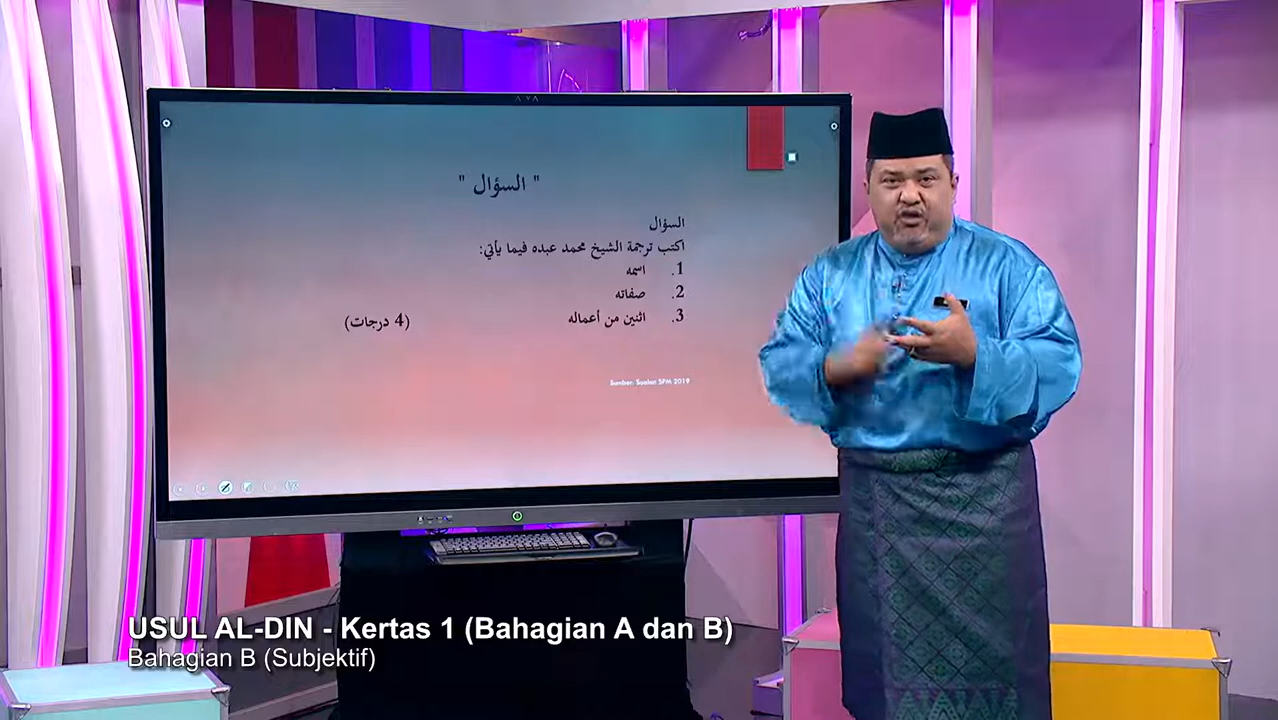 " السؤال "
السؤال
اكتب ترجمة الشيخ محمد عبده فيما يأتي:
1. اسمه
2. صفاته
3. اثنين من أعماله (4 درجات)
Sumber: Soalan SPM 2019
USUL AL-DIN - Kertas 1 (Bahagian A dan B)
Bahagian B (Subjektif)